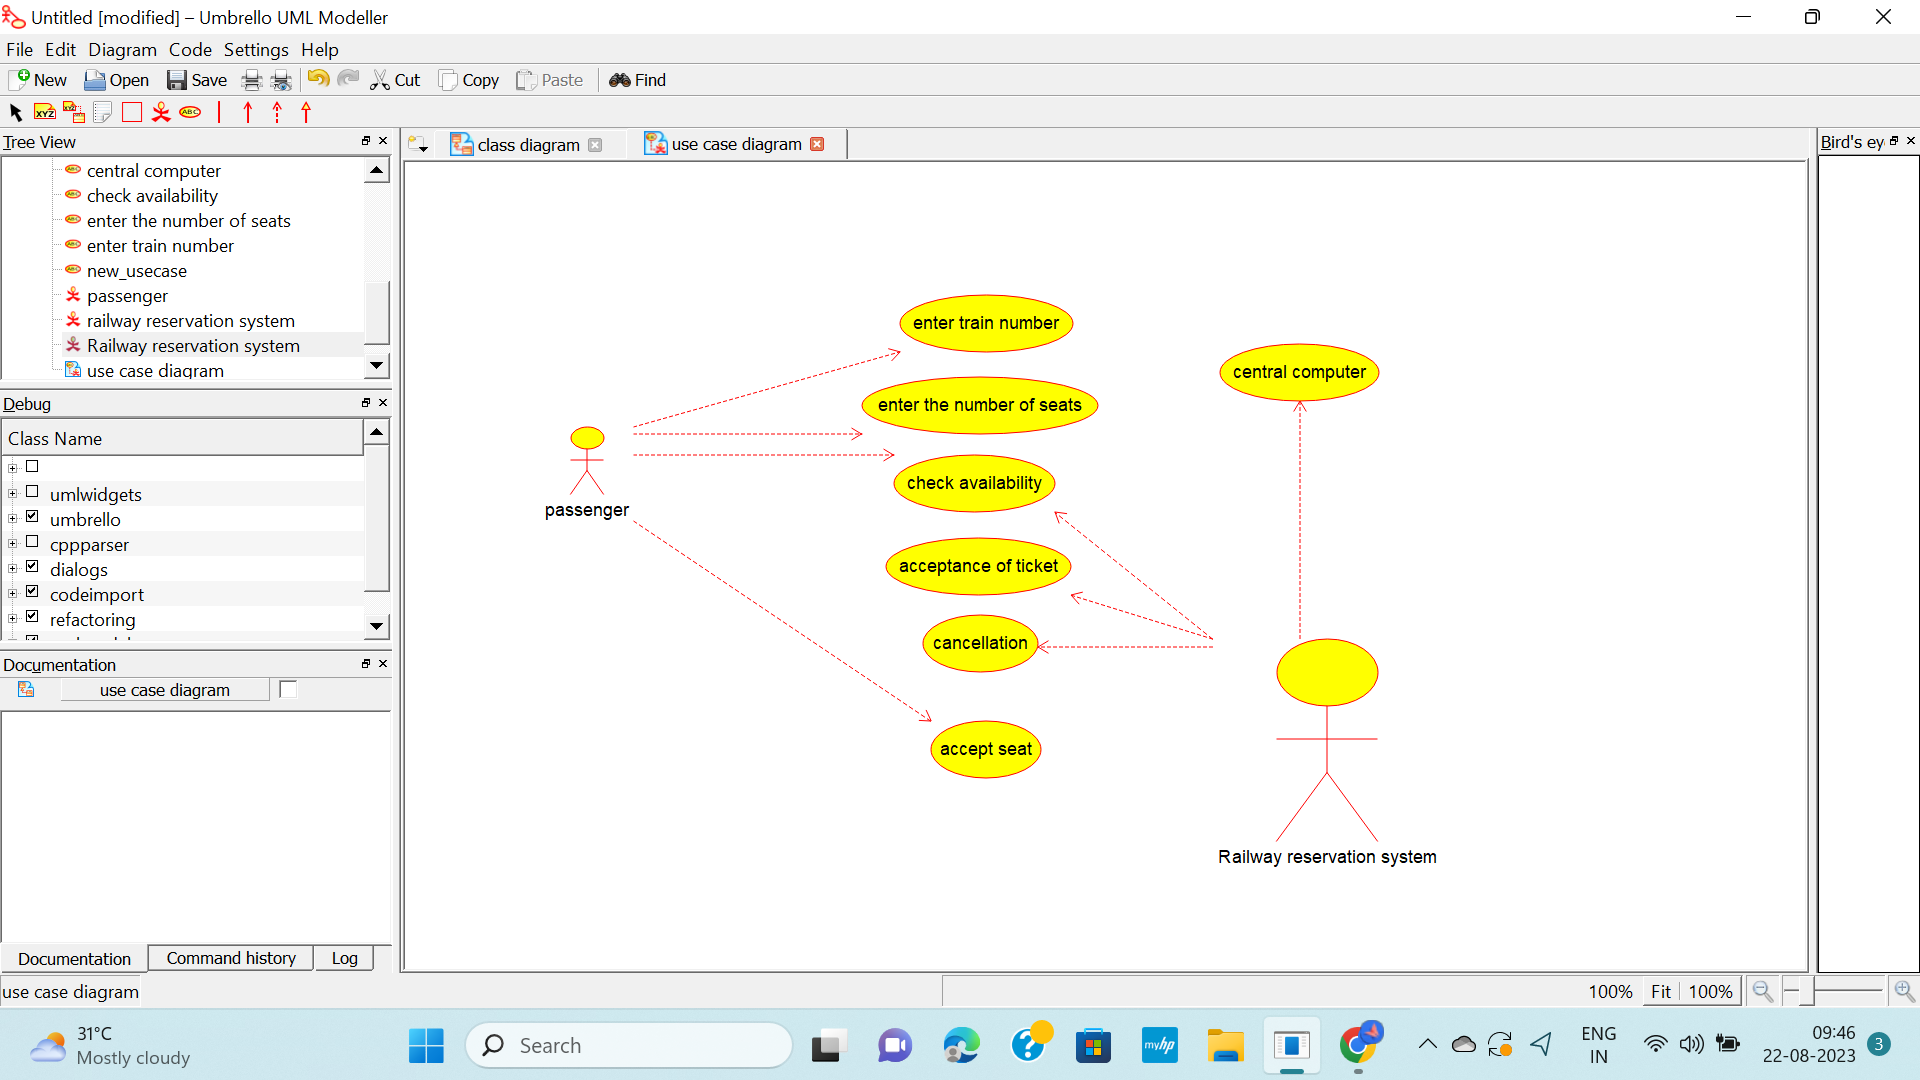 Untitled [modified] – Umbrello UML Modeller
File Edit Diagram Code Settings Help
New Open Save Cut Copy Paste Find
XYZ XYZ ABC
Tree View
class diagram use case diagram
Bird's ey
central computer
check availability
enter the number of seats
enter train number
new_usecase
passenger
railway reservation system
Railway reservation system
use case diagram
Debug
Class Name
umlwidgets
umbrello
cppparser
dialogs
codeimport
refactoring
Documentation
use case diagram
Documentation Command history Log
enter train number
central computer
enter the number of seats
check availability
passenger
acceptance of ticket
cancellation
accept seat
Railway reservation system
use case diagram
100% Fit 100%
31°C
Mostly cloudy
Search
myhp
ENG
IN
09:46
22-08-2023
3